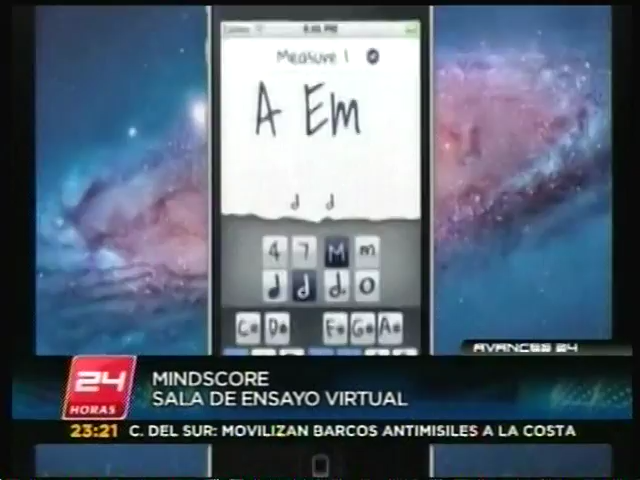 Measure 1
A Em
4 7 M m
C# D# F# G# A#
AVANCES 24
24
HORAS
MINDSCORE
SALA DE ENSAYO VIRTUAL
23:21 C. DEL SUR: MOVILIZAN BARCOS ANTIMISILES A LA COSTA